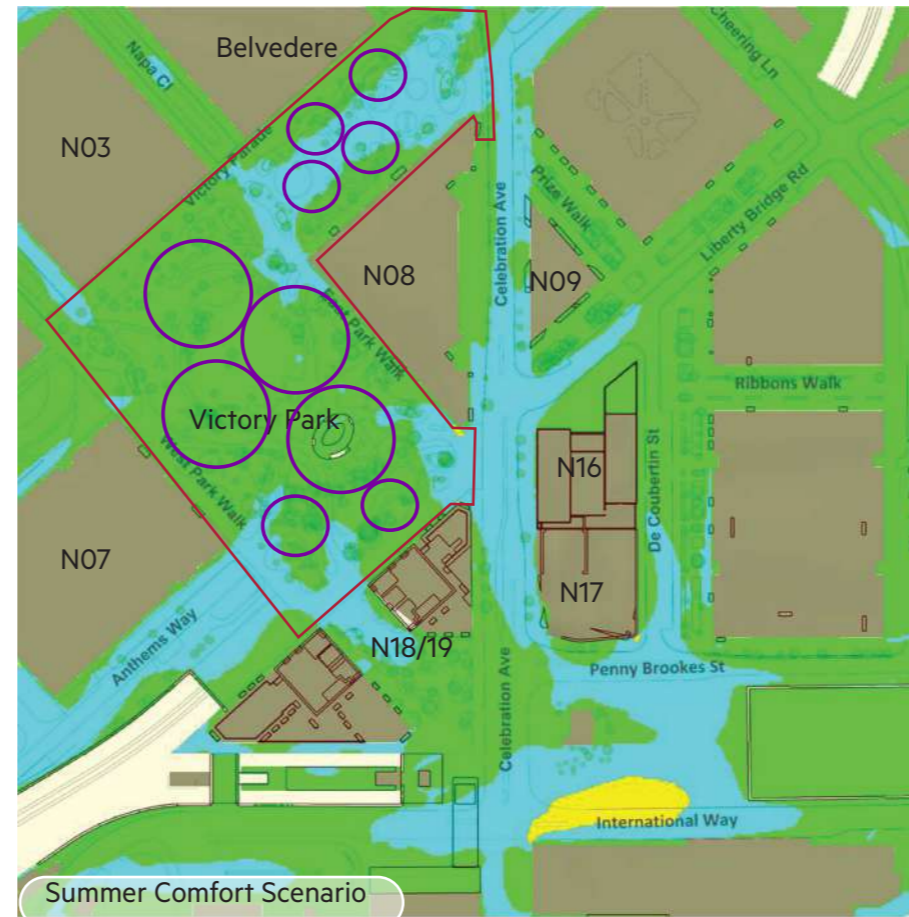 Belvedere
Cheering Ln
Napa Cl
N03
Victory Parade
Prize Walk
Liberty Bridge Rd
Celebration Ave
N08
N09
East Park Walk
Ribbons Walk
Victory Park
West Park Walk
N16
De Coubertin St
N07
N17
Anthems Way
N18/19
Penny Brookes St
Celebration Ave
International Way
Summer Comfort Scenario